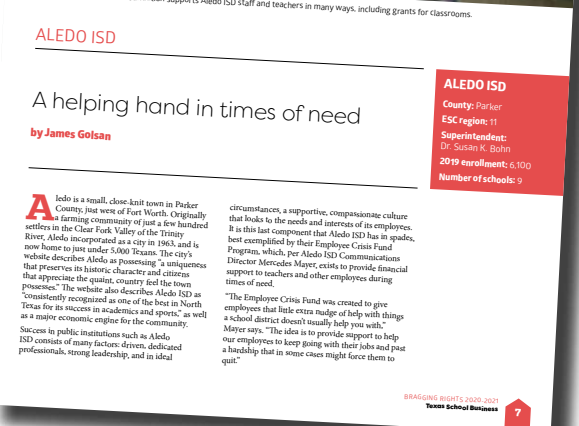 supports Aledo ISD staff and teachers in many ways, including grants for classrooms.
ALEDO ISD
A helping hand in times of need
by James Golsan
ALEDO ISD
County: Parker
ESC region: 11
Superintendent:
Dr. Susan K. Bohn
2019 enrollment: 6,100
Number of schools: 9
Aledo is a small, close-knit town in Parker
County, just west of Fort Worth. Originally
a farming community of just a few hundred
settlers in the Clear Fork Valley of the Trinity
River, Aledo incorporated as a city in 1963, and is
now home to just under 5,000 Texans. The city's
website describes Aledo as possessing "a uniqueness
that preserves its historic character and citizens
that appreciate the quaint, country feel the town
possesses." The website also describes Aledo ISD as
"consistently recognized as one of the best in North
Texas for its success in academics and sports," as well
as a major economic engine for the community.
Success in public institutions such as Aledo
ISD consists of many factors: driven, dedicated
professionals, strong leadership, and in ideal
circumstances, a supportive, compassionate culture
that looks to the needs and interests of its employees.
It is this last component that Aledo ISD has in spades,
best exemplified by their Employee Crisis Fund
Program, which, per Aledo ISD Communications
Director Mercedes Mayer, exists to provide financial
support to teachers and other employees during
times of need.
"The Employee Crisis Fund was created to give
employees that little extra nudge of help with things
a school district doesn't usually help you with,"
Mayer says. "The idea is to provide support to help
our employees to keep going with their jobs and past
a hardship that in some cases might force them to
quit."
BRAGGING RIGHTS 2020-2021
Texas School Business
7